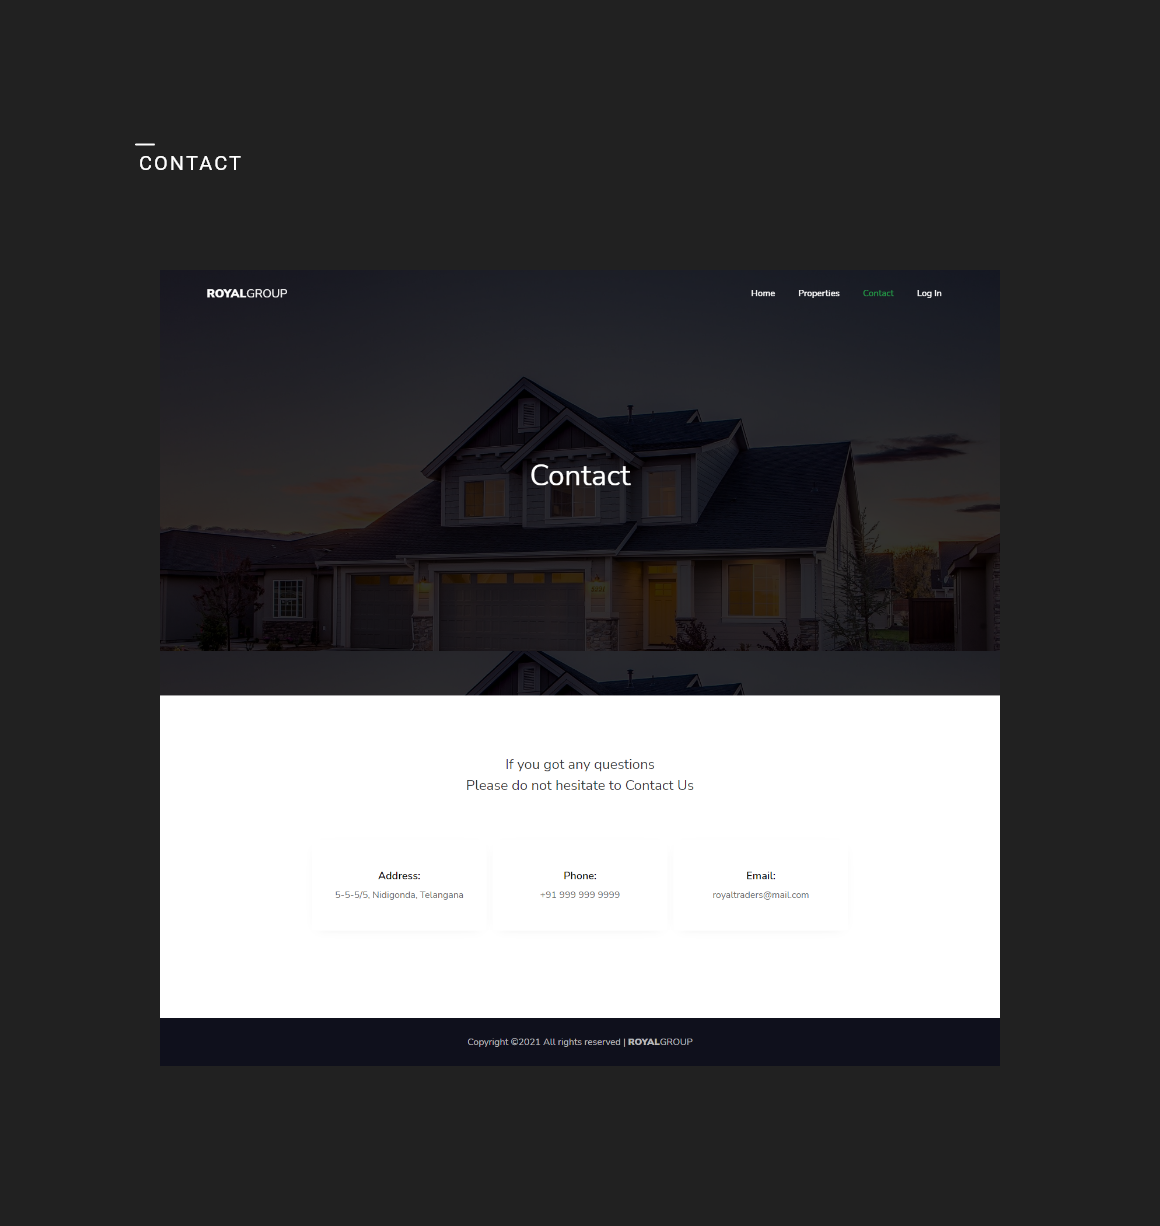 CONTACT
ROYALGROUP
Home Properties Contact Log In
Contact
If you got any questions
Please do not hesitate to Contact Us
Address: Phone: Email:
5-5-5/5, Nidigonda, Telangana +91 999 999 9999 royaltraders@mail.com
Copyright ©2021 All rights reserved | ROYALGROUP